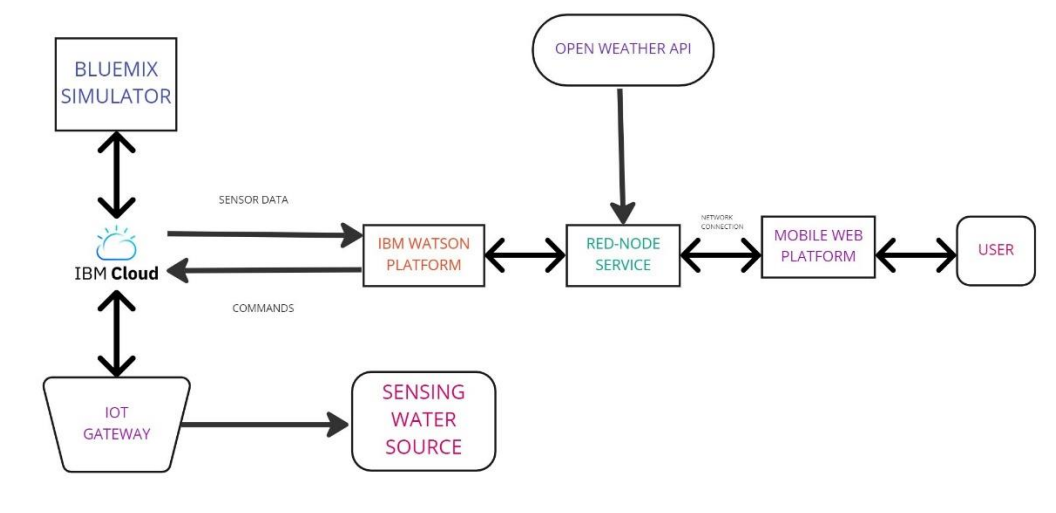 OPEN WEATHER API
BLUEMIX
SIMULATOR
SENSOR DATA
NETWORK
CONNECTION
IBM WATSON
PLATFORM
RED-NODE
SERVICE
MOBILE WEB
PLATFORM
USER
IBM Cloud
COMMANDS
IOT
GATEWAY
SENSING
WATER
SOURCE